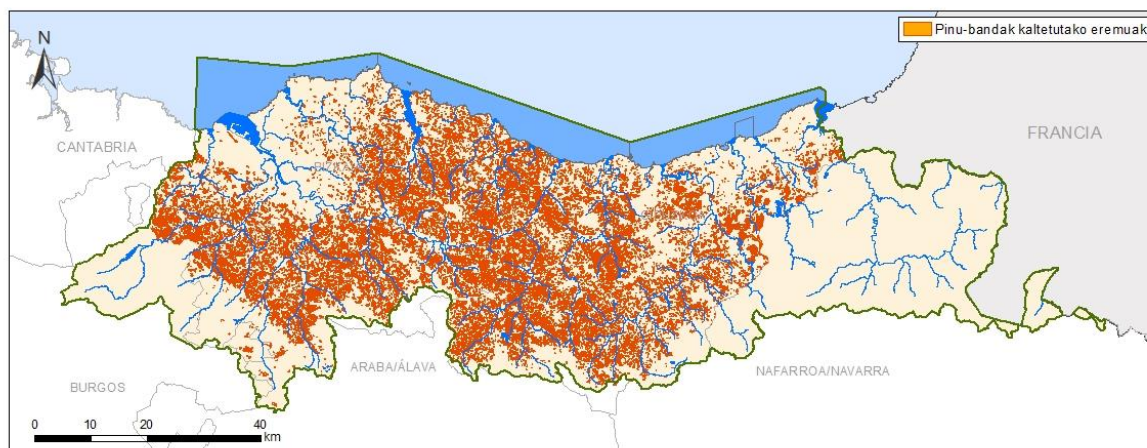 N
Pinu-bandak kaltetutako eremuak
CANTABRIA
FRANCIA
ARABA/ÁLAVA
NAFARROA/NAVARRA
BURGOS
0 10 20 40
km